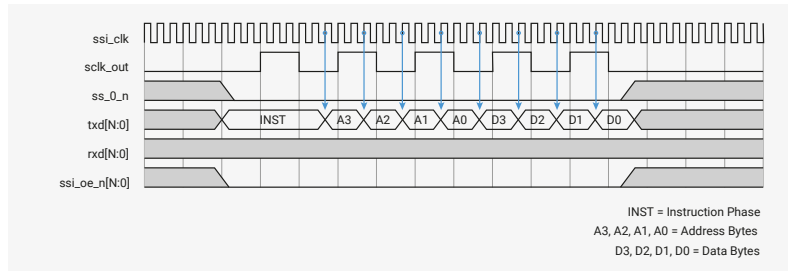 ssi_clk
sclk_out
ss_0_n
txd[N:0] INST A3 A2 A1 A0 D3 D2 D1 D0
rxd[N:0]
ssi_oe_n[N:0]
INST = Instruction Phase
A3, A2, A1, A0 = Address Bytes
D3, D2, D1, D0 = Data Bytes